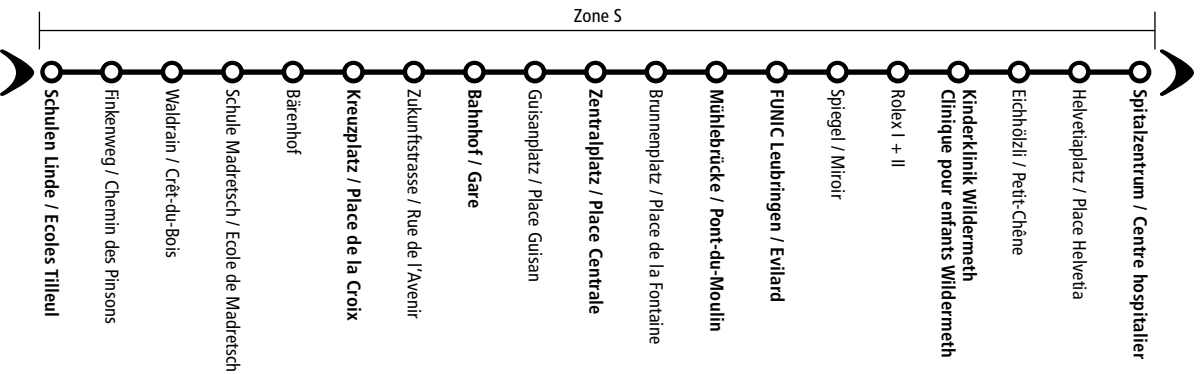 Zone S
Schulen Linde / Ecoles Tilleul
Finkenweg / Chemin des Pinsons
Waldrain / Crêt-du-Bois
Schule Madretsch / Ecole de Madretsch
Bärenhof
Kreuzplatz / Place de la Croix
Zukunftstrasse / Rue de l'Avenir
Bahnhof / Gare
Guisanplatz / Place Guisan
Zentralplatz / Place Centrale
Brunnenplatz / Place de la Fontaine
Mühlebrücke / Pont-du-Moulin
FUNIC Leubringen / Evilard
Spiegel / Miroir
Rolex I + II
Kinderklinik Wildermeth
Clinique pour enfants Wildermeth
Eichhölzli / Petit-Chêne
Helvetiaplatz / Place Helvetia
Spitalzentrum / Centre hospitalier